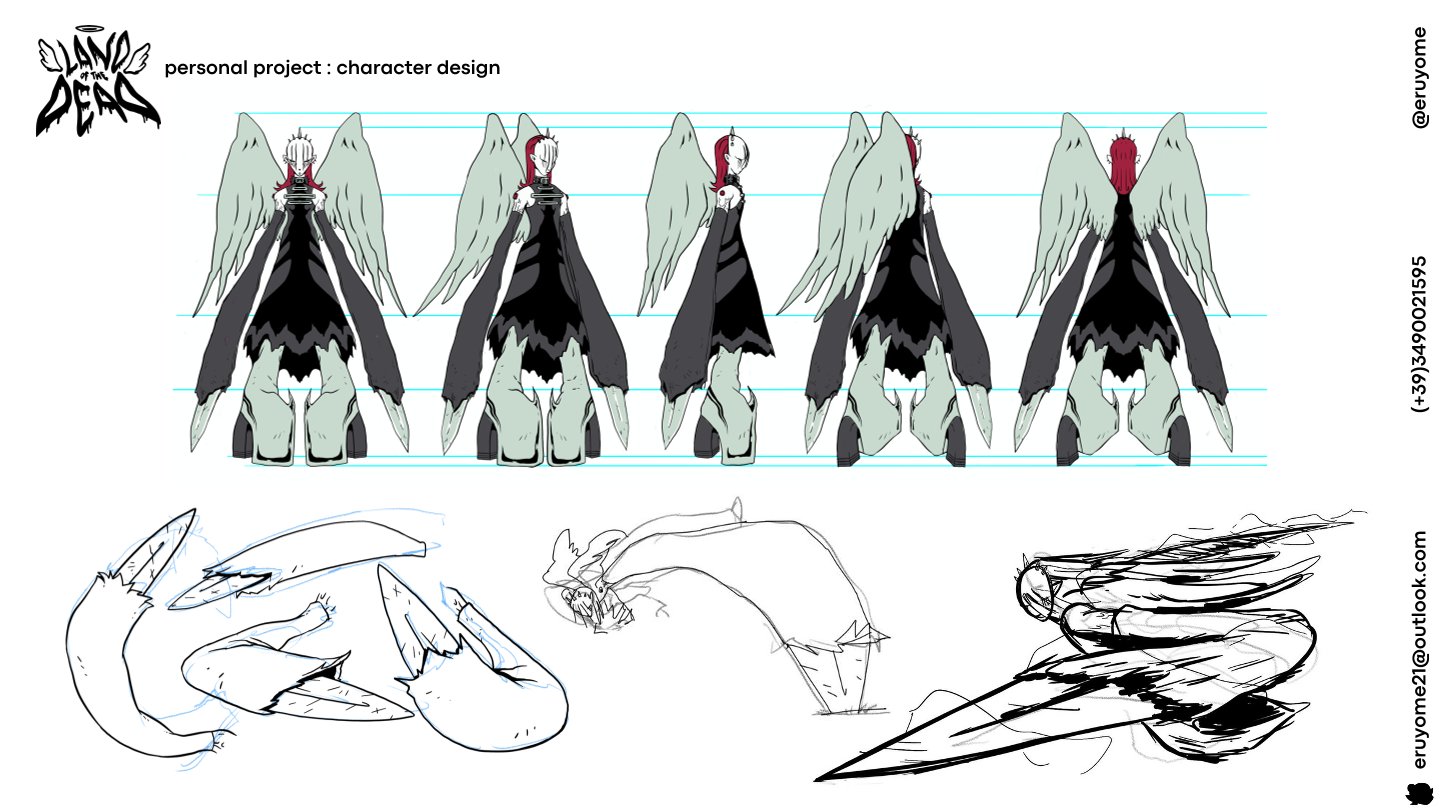 LAND
OF THE
DEAD
personal project : character design
@eruyome
(+39)3490021595
eruyome21@outlook.com